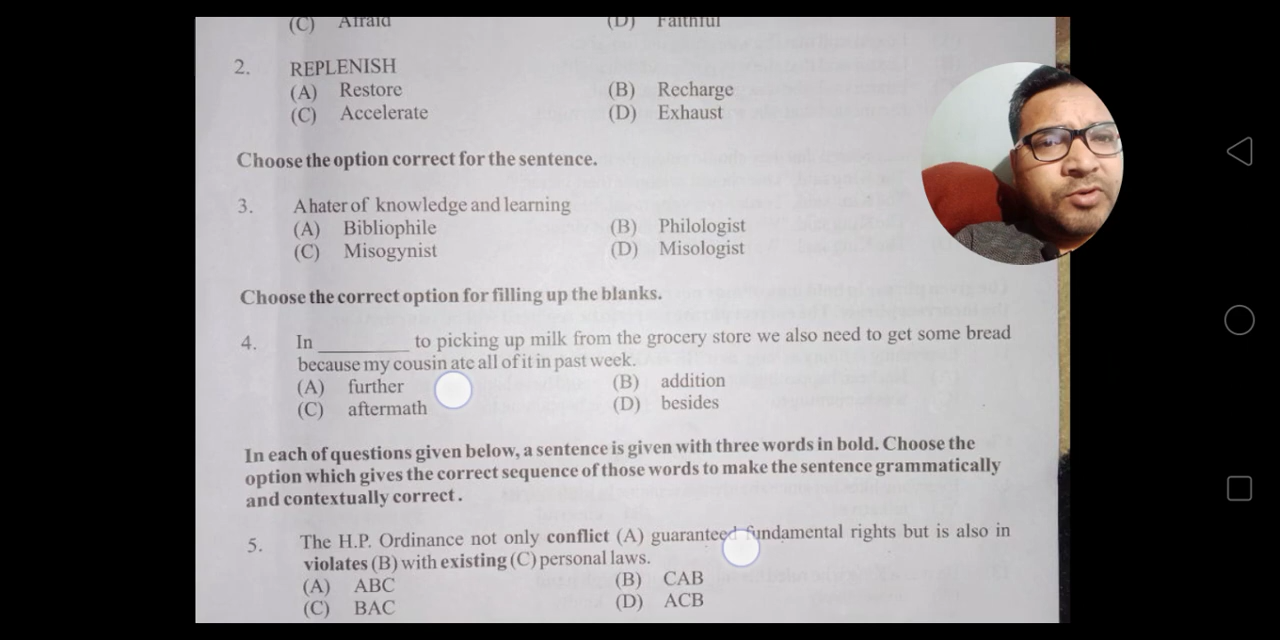 (C) Afraid (D) Faithful
2. REPLENISH
(A) Restore (B) Recharge
(C) Accelerate (D) Exhaust
Choose the option correct for the sentence.
3. A hater of knowledge and learning
(A) Bibliophile (B) Philologist
(C) Misogynist (D) Misologist
Choose the correct option for filling up the blanks.
4. In ________ to picking up milk from the grocery store we also need to get some bread
because my cousin ate all of it in past week.
(A) further (B) addition
(C) aftermath (D) besides
In each of questions given below, a sentence is given with three words in bold. Choose the
option which gives the correct sequence of those words to make the sentence grammatically
and contextually correct.
5. The H.P. Ordinance not only conflict (A) guaranteed fundamental rights but is also in
violates (B) with existing (C) personal laws.
(A) ABC (B) CAB
(C) BAC (D) ACB